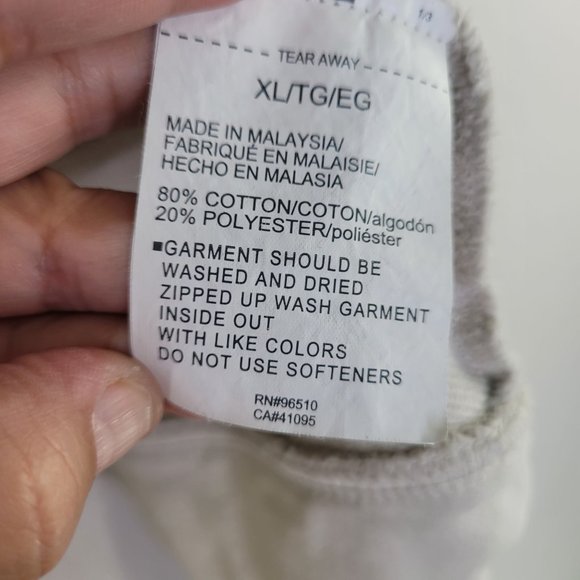 1/3
TEAR AWAY
XL/TG/EG
MADE IN MALAYSIA/
FABRIQUÉ EN MALAISIE/
HECHO EN MALASIA
80% COTTON/COTON/algodón
20% POLYESTER/poliéster
▪GARMENT SHOULD BE
WASHED AND DRIED
ZIPPED UP WASH GARMENT
INSIDE OUT
WITH LIKE COLORS
DO NOT USE SOFTENERS
RN#96510
CA#41095